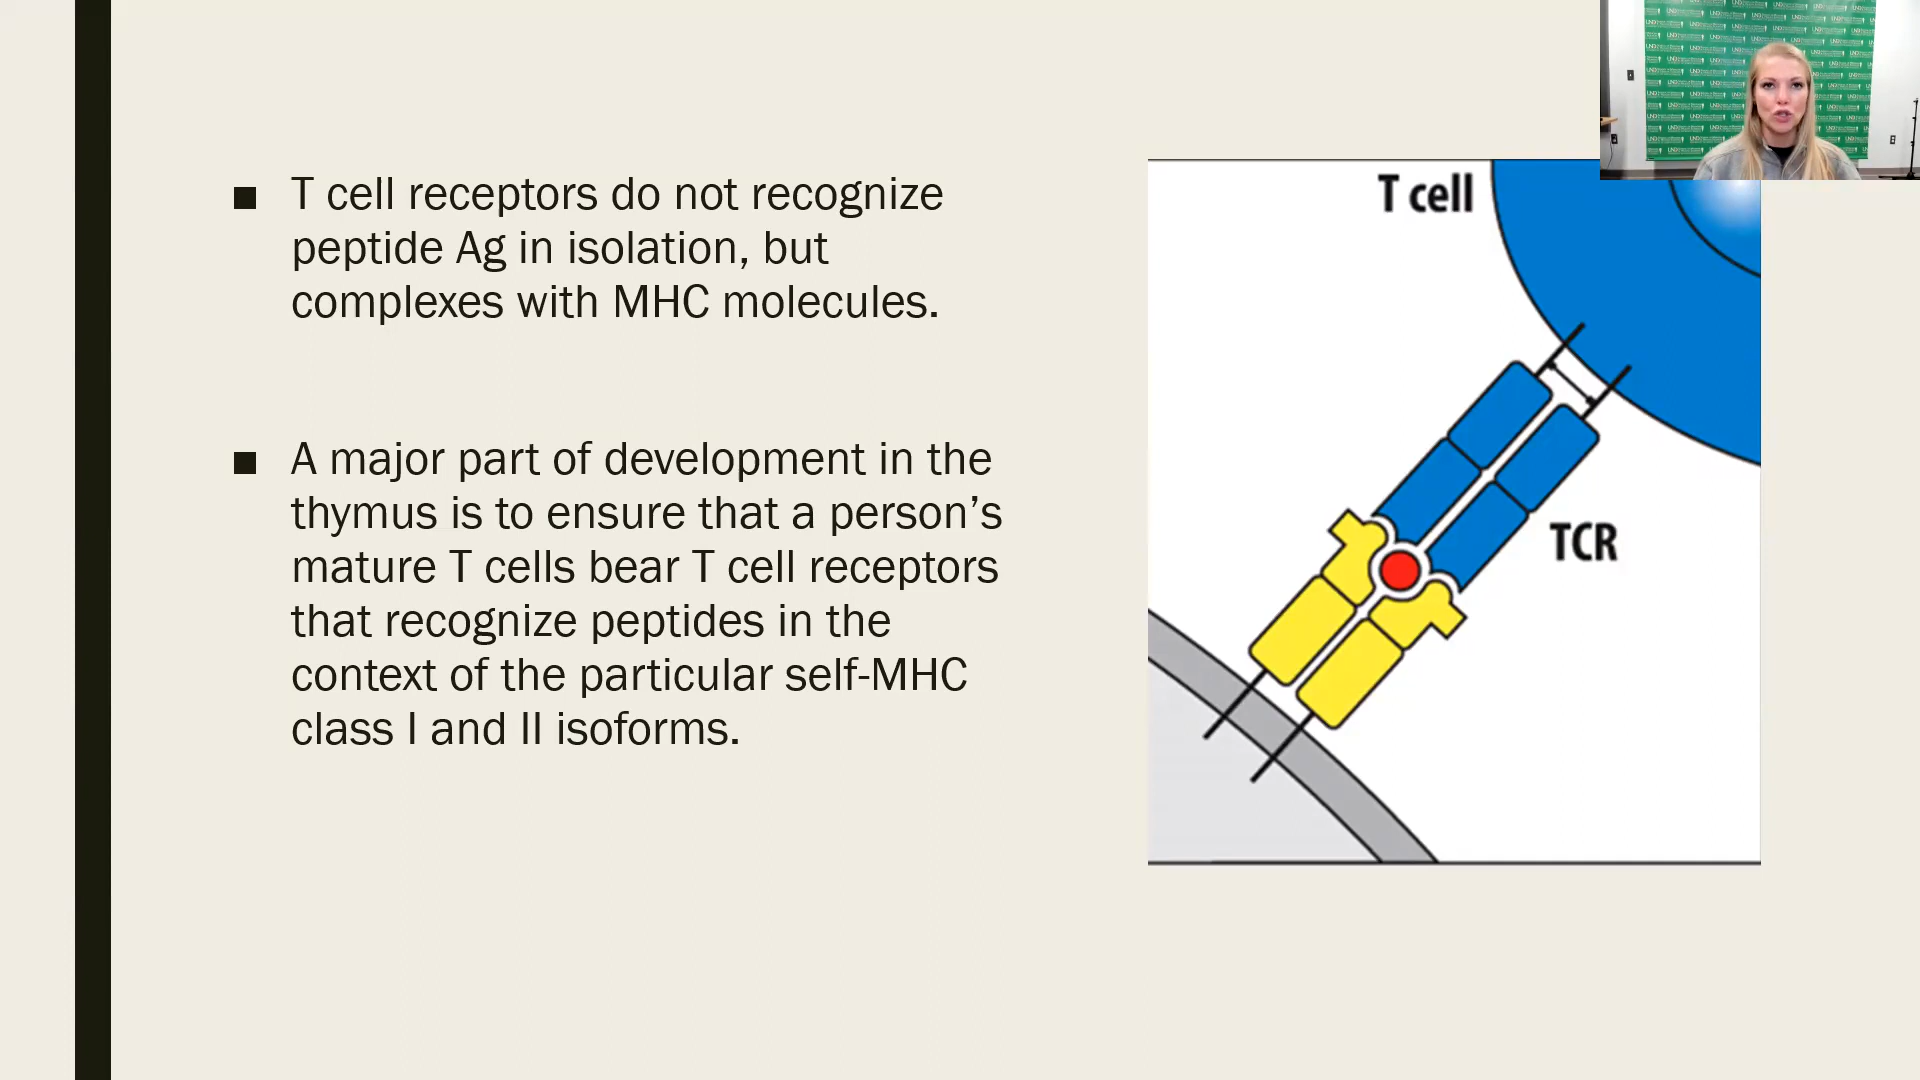 ■ T cell receptors do not recognize
peptide Ag in isolation, but
complexes with MHC molecules.
■ A major part of development in the
thymus is to ensure that a person’s
mature T cells bear T cell receptors
that recognize peptides in the
context of the particular self-MHC
class I and II isoforms.
T cell
TCR